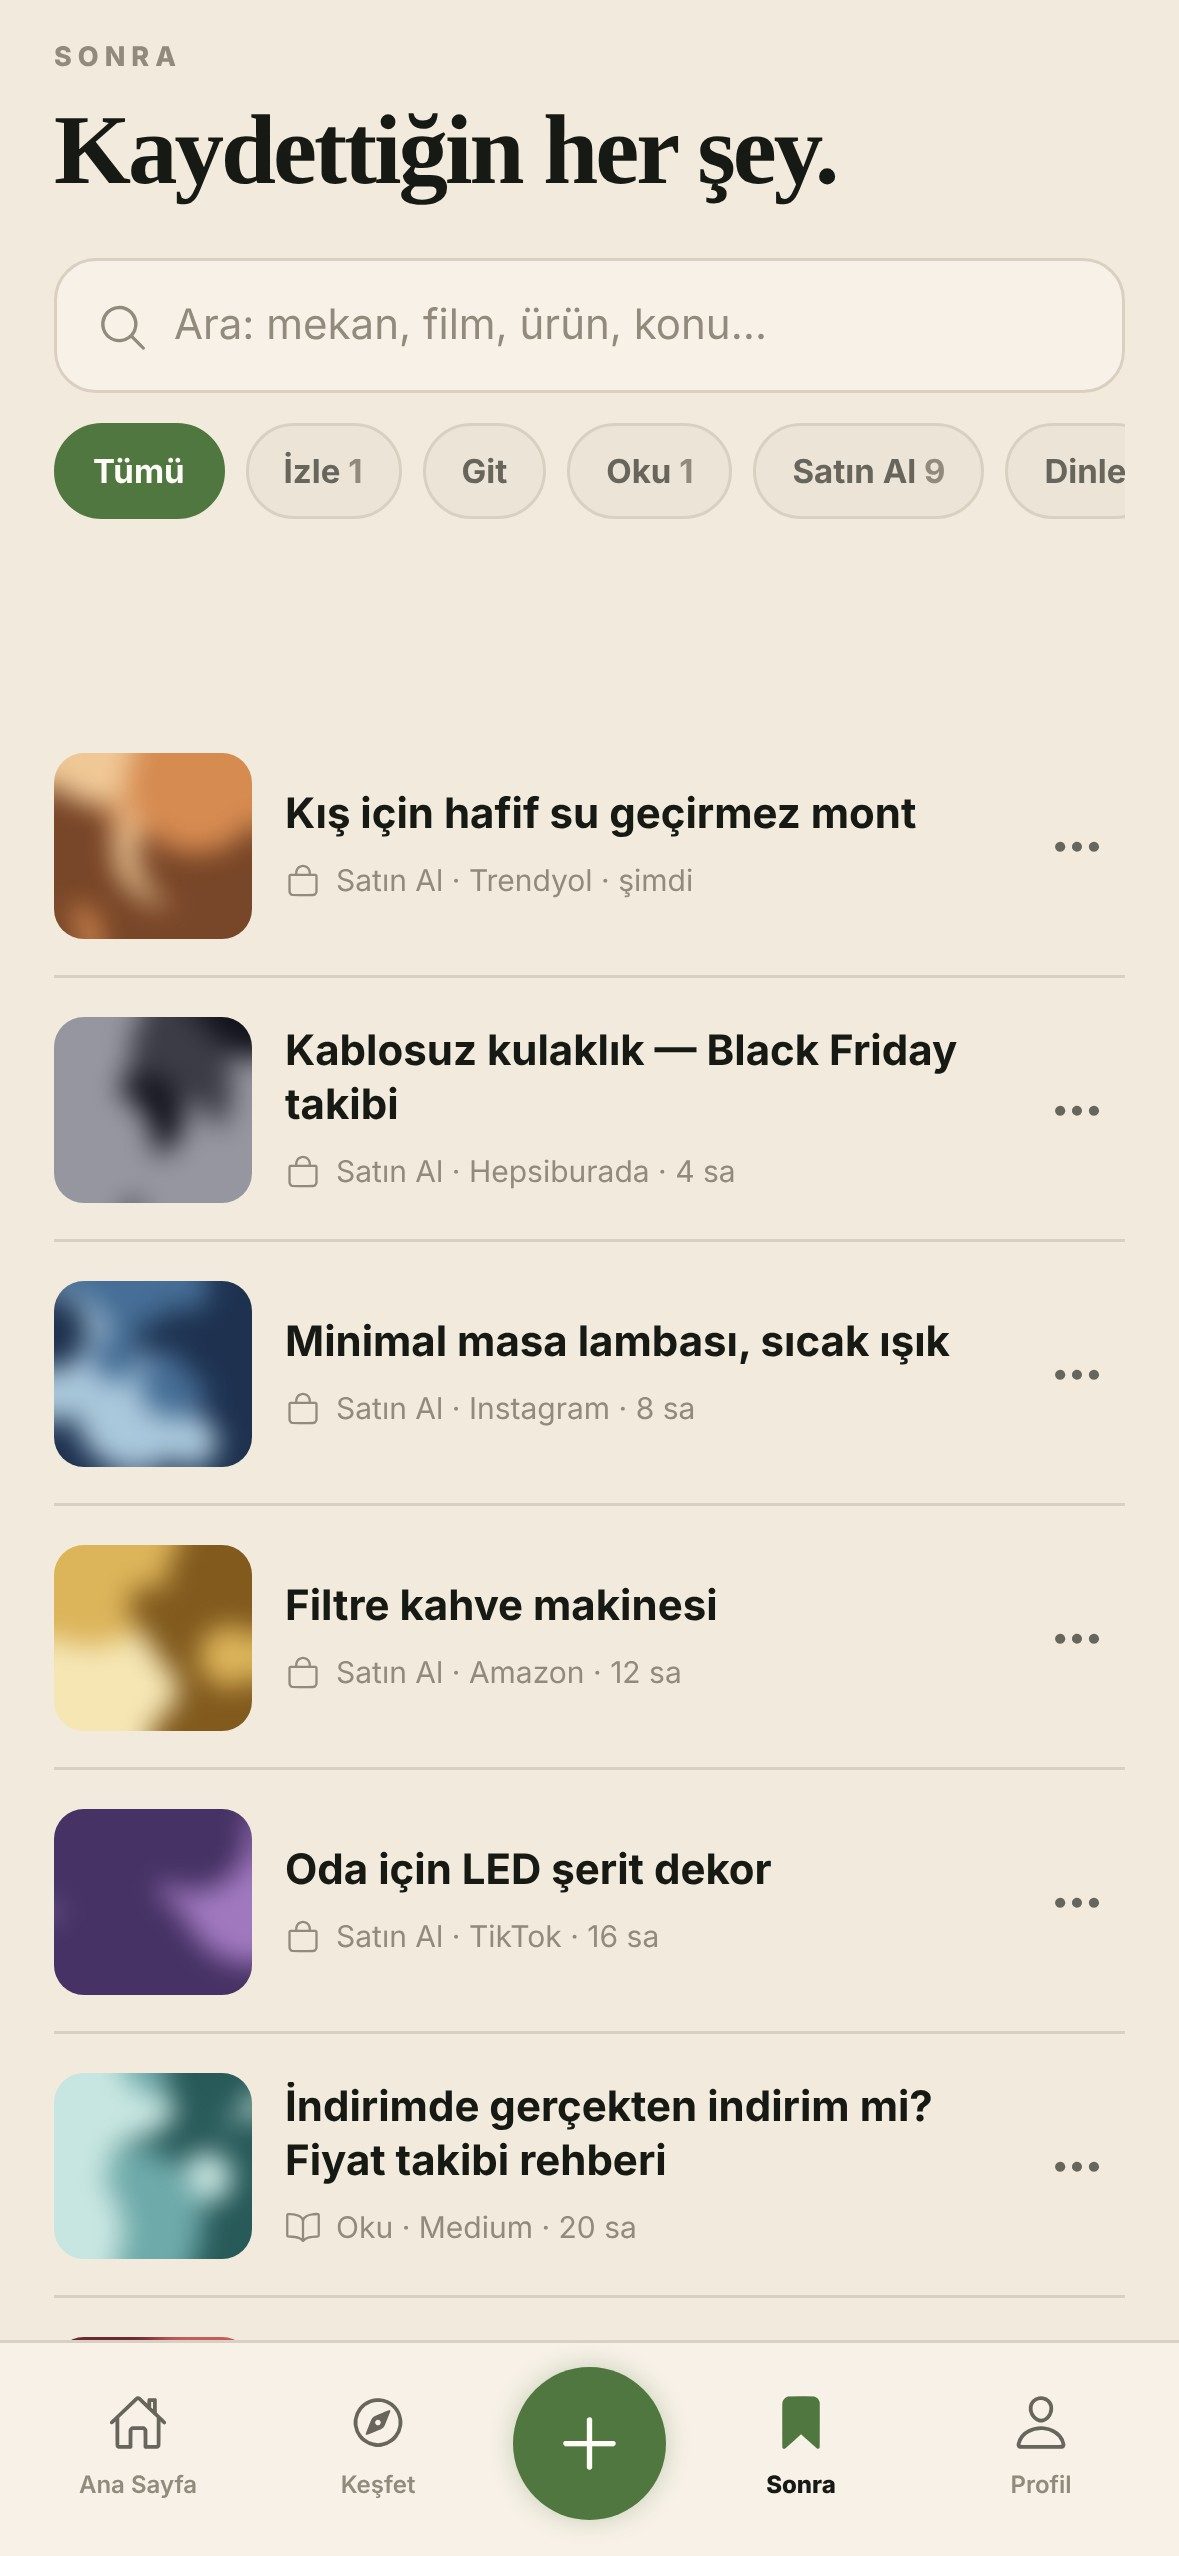 SONRA
Kaydettiğin her şey.
Ara: mekan, film, ürün, konu...
Tümü
İzle 1
Git
Oku 1
Satın Al 9
Dinle
Kış için hafif su geçirmez mont
Satın Al · Trendyol · şimdi
Kablosuz kulaklık — Black Friday
takibi
Satın Al · Hepsiburada · 4 sa
Minimal masa lambası, sıcak ışık
Satın Al · Instagram · 8 sa
Filtre kahve makinesi
Satın Al · Amazon · 12 sa
Oda için LED şerit dekor
Satın Al · TikTok · 16 sa
İndirimde gerçekten indirim mi?
Fiyat takibi rehberi
Oku · Medium · 20 sa
Ana Sayfa
Keşfet
Sonra
Profil